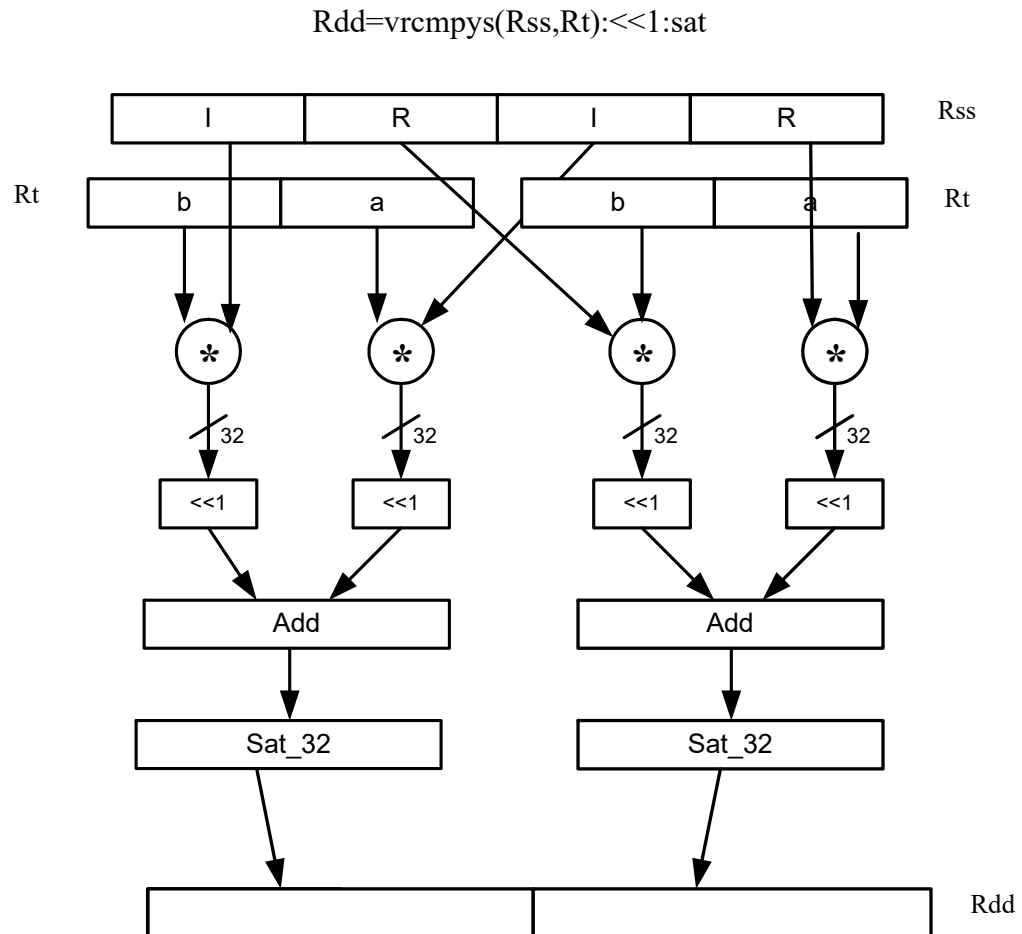 Rdd=vrcmpys(Rss,Rt):<<1:sat
I R I R Rss
Rt b a b a Rt
* * * *
32 32 32 32
<<1 <<1 <<1 <<1
Add Add
Sat_32 Sat_32
Rdd